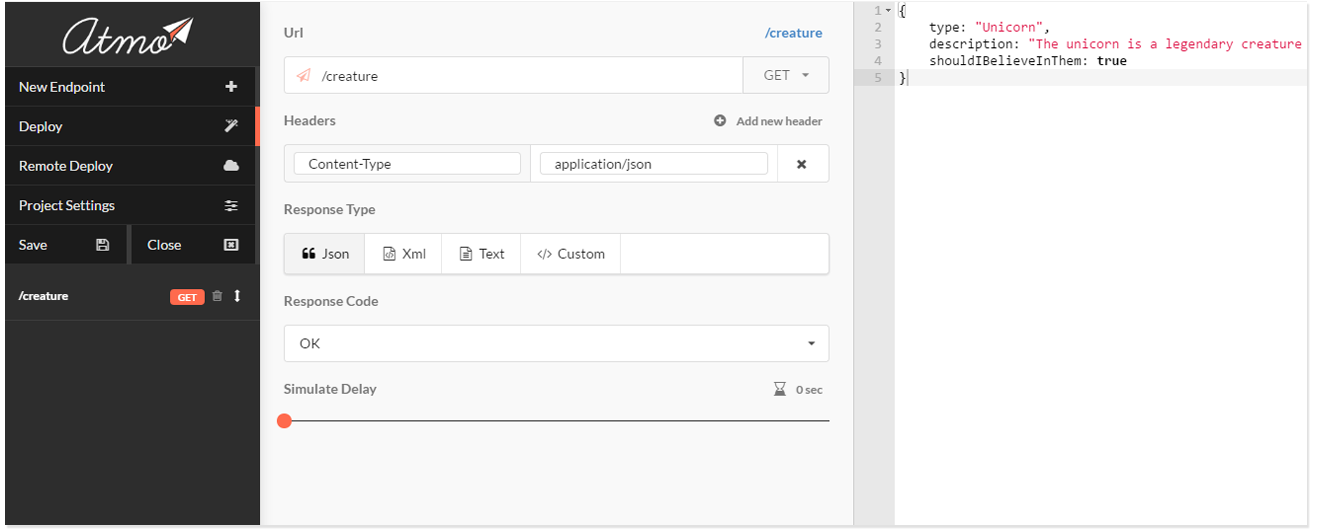 Atmo
New Endpoint
Deploy
Remote Deploy
Project Settings
Save Close
/creature GET
Url /creature
/creature GET
Headers Add new header
Content-Type application/json
Response Type
Json Xml Text Custom
Response Code
OK
Simulate Delay 0 sec
1 {
2 type: "Unicorn",
3 description: "The unicorn is a legendary creature
4 shouldIBelieveInThem: true
5 }